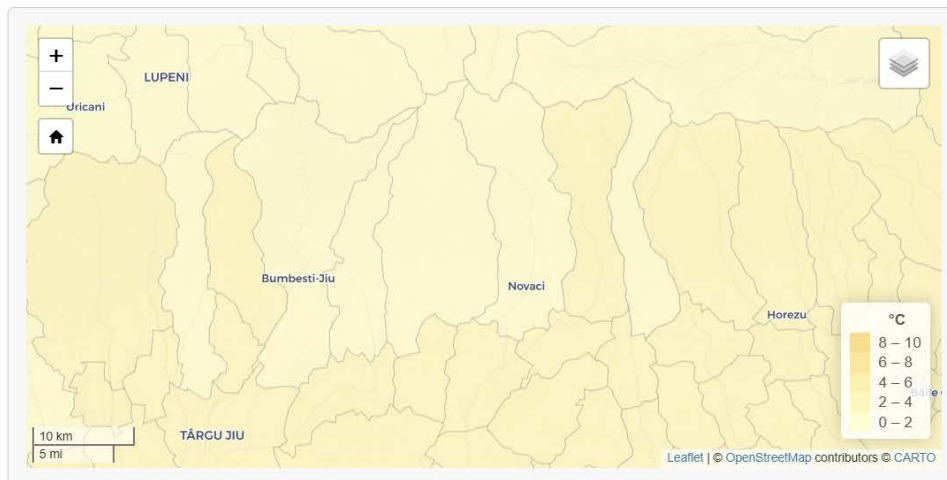 +
LUPENI
−
Uricani
Bumbesti-Jiu
Novaci
Horezu
°C
8 – 10
6 – 8
4 – 6
2 – 4
0 – 2
10 km
5 mi
TÂRGU JIU
Leaflet | © OpenStreetMap contributors © CARTO